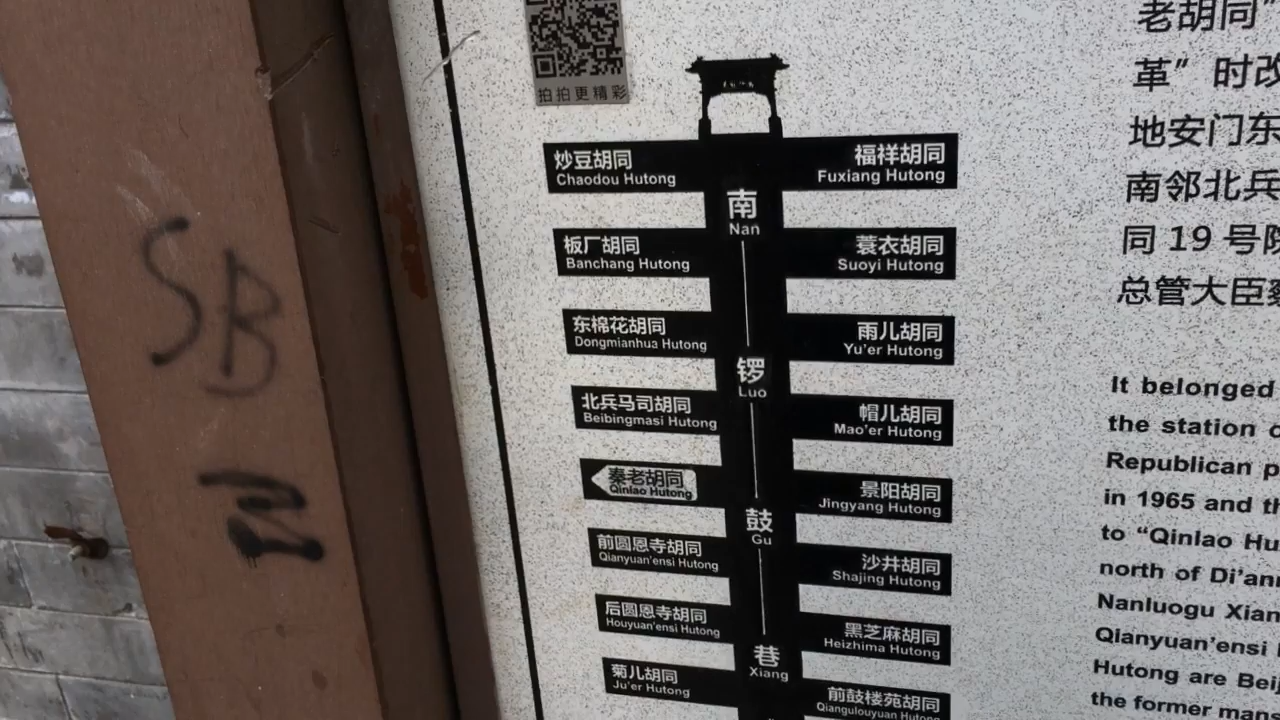 拍拍更精彩
炒豆胡同
Chaodou Hutong
福祥胡同
Fuxiang Hutong
南
Nan
板厂胡同
Banchang Hutong
蓑衣胡同
Suoyi Hutong
东棉花胡同
Dongmianhua Hutong
雨儿胡同
Yu'er Hutong
锣
Luo
北兵马司胡同
Beibingmasi Hutong
帽儿胡同
Mao'er Hutong
秦老胡同
Qinlao Hutong
景阳胡同
Jingyang Hutong
鼓
Gu
前圆恩寺胡同
Qianyuan'ensi Hutong
沙井胡同
Shajing Hutong
后圆恩寺胡同
Houyuan'ensi Hutong
黑芝麻胡同
Heizhima Hutong
巷
Xiang
菊儿胡同
Ju'er Hutong
前鼓楼苑胡同
Qiangulouyuan Hutong
老胡同”
革”时改
地安门东
南邻北兵
同 19 号院
总管大臣
It belonged
the station
Republican
in 1965 and
to “Qinlao
north of Di'an
Nanluogu Xian
Qianyuan'ensi
Hutong are Bei
the former
SB